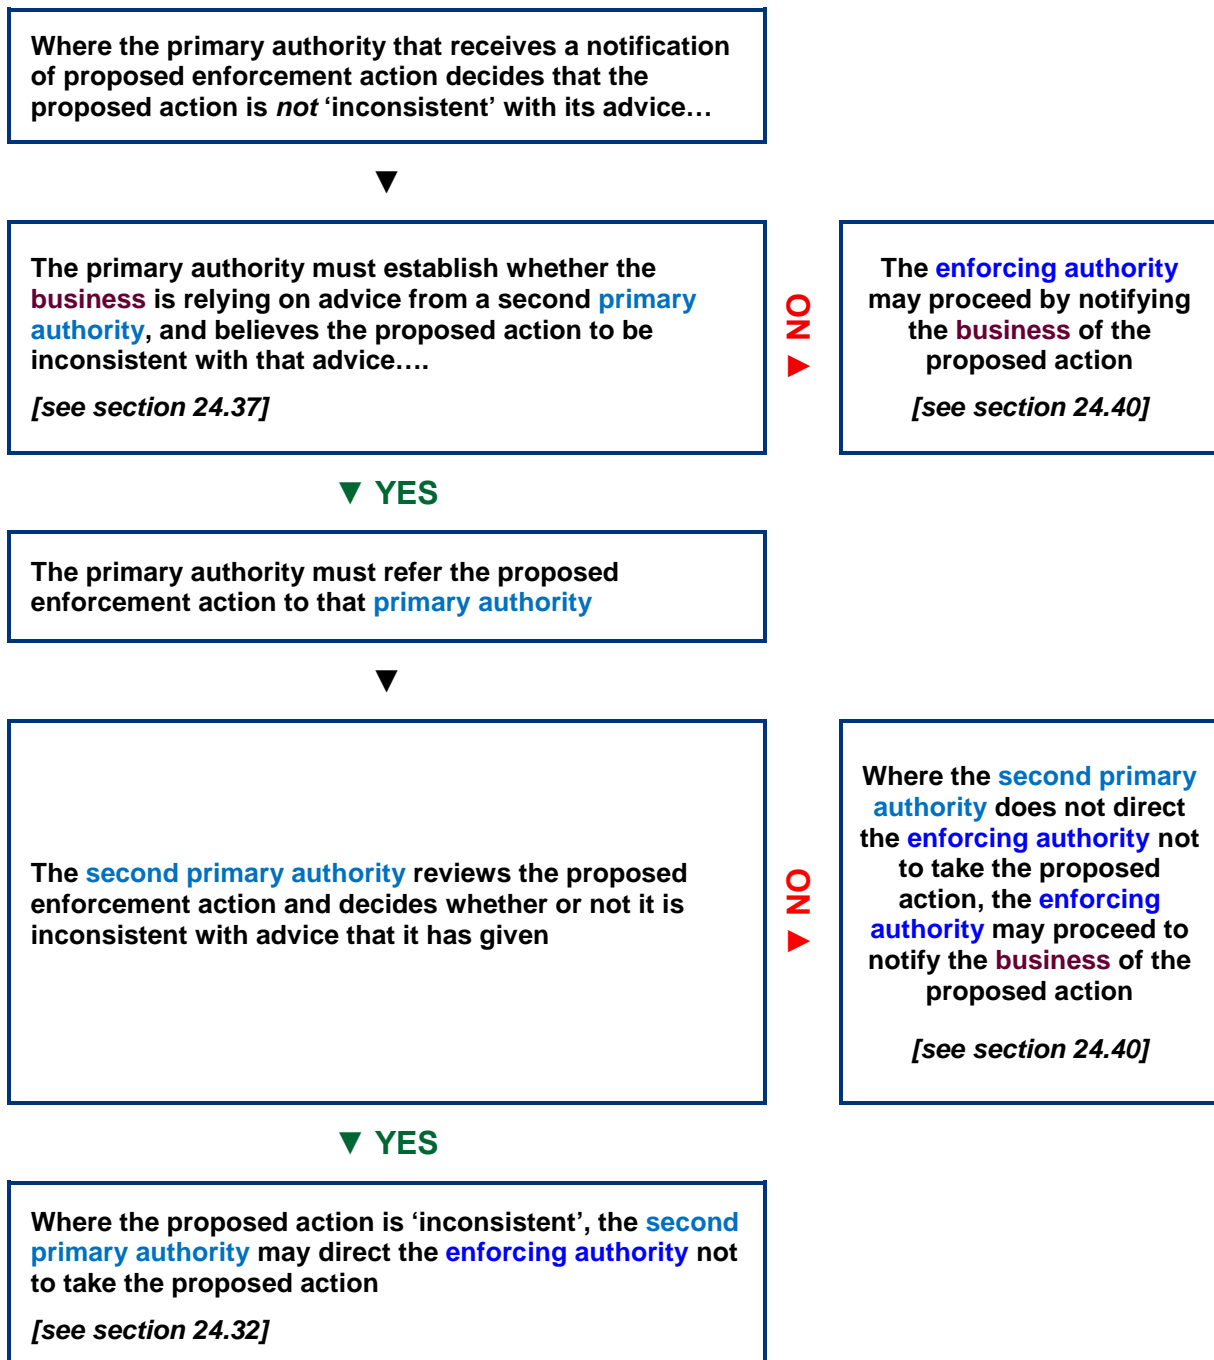 Where the primary authority that receives a notification
of proposed enforcement action decides that the
proposed action is not ‘inconsistent’ with its advice…
▼
The primary authority must establish whether the
business is relying on advice from a second primary
authority, and believes the proposed action to be
inconsistent with that advice….
[see section 24.37]
▼ NO
The enforcing authority
may proceed by notifying
the business of the
proposed action
[see section 24.40]
▼ YES
The primary authority must refer the proposed
enforcement action to that primary authority
▼
The second primary authority reviews the proposed
enforcement action and decides whether or not it is
inconsistent with advice that it has given
▼ NO
Where the second primary
authority does not direct
the enforcing authority not
to take the proposed
action, the enforcing
authority may proceed to
notify the business of the
proposed action
[see section 24.40]
▼ YES
Where the proposed action is ‘inconsistent’, the second
primary authority may direct the enforcing authority not
to take the proposed action
[see section 24.32]